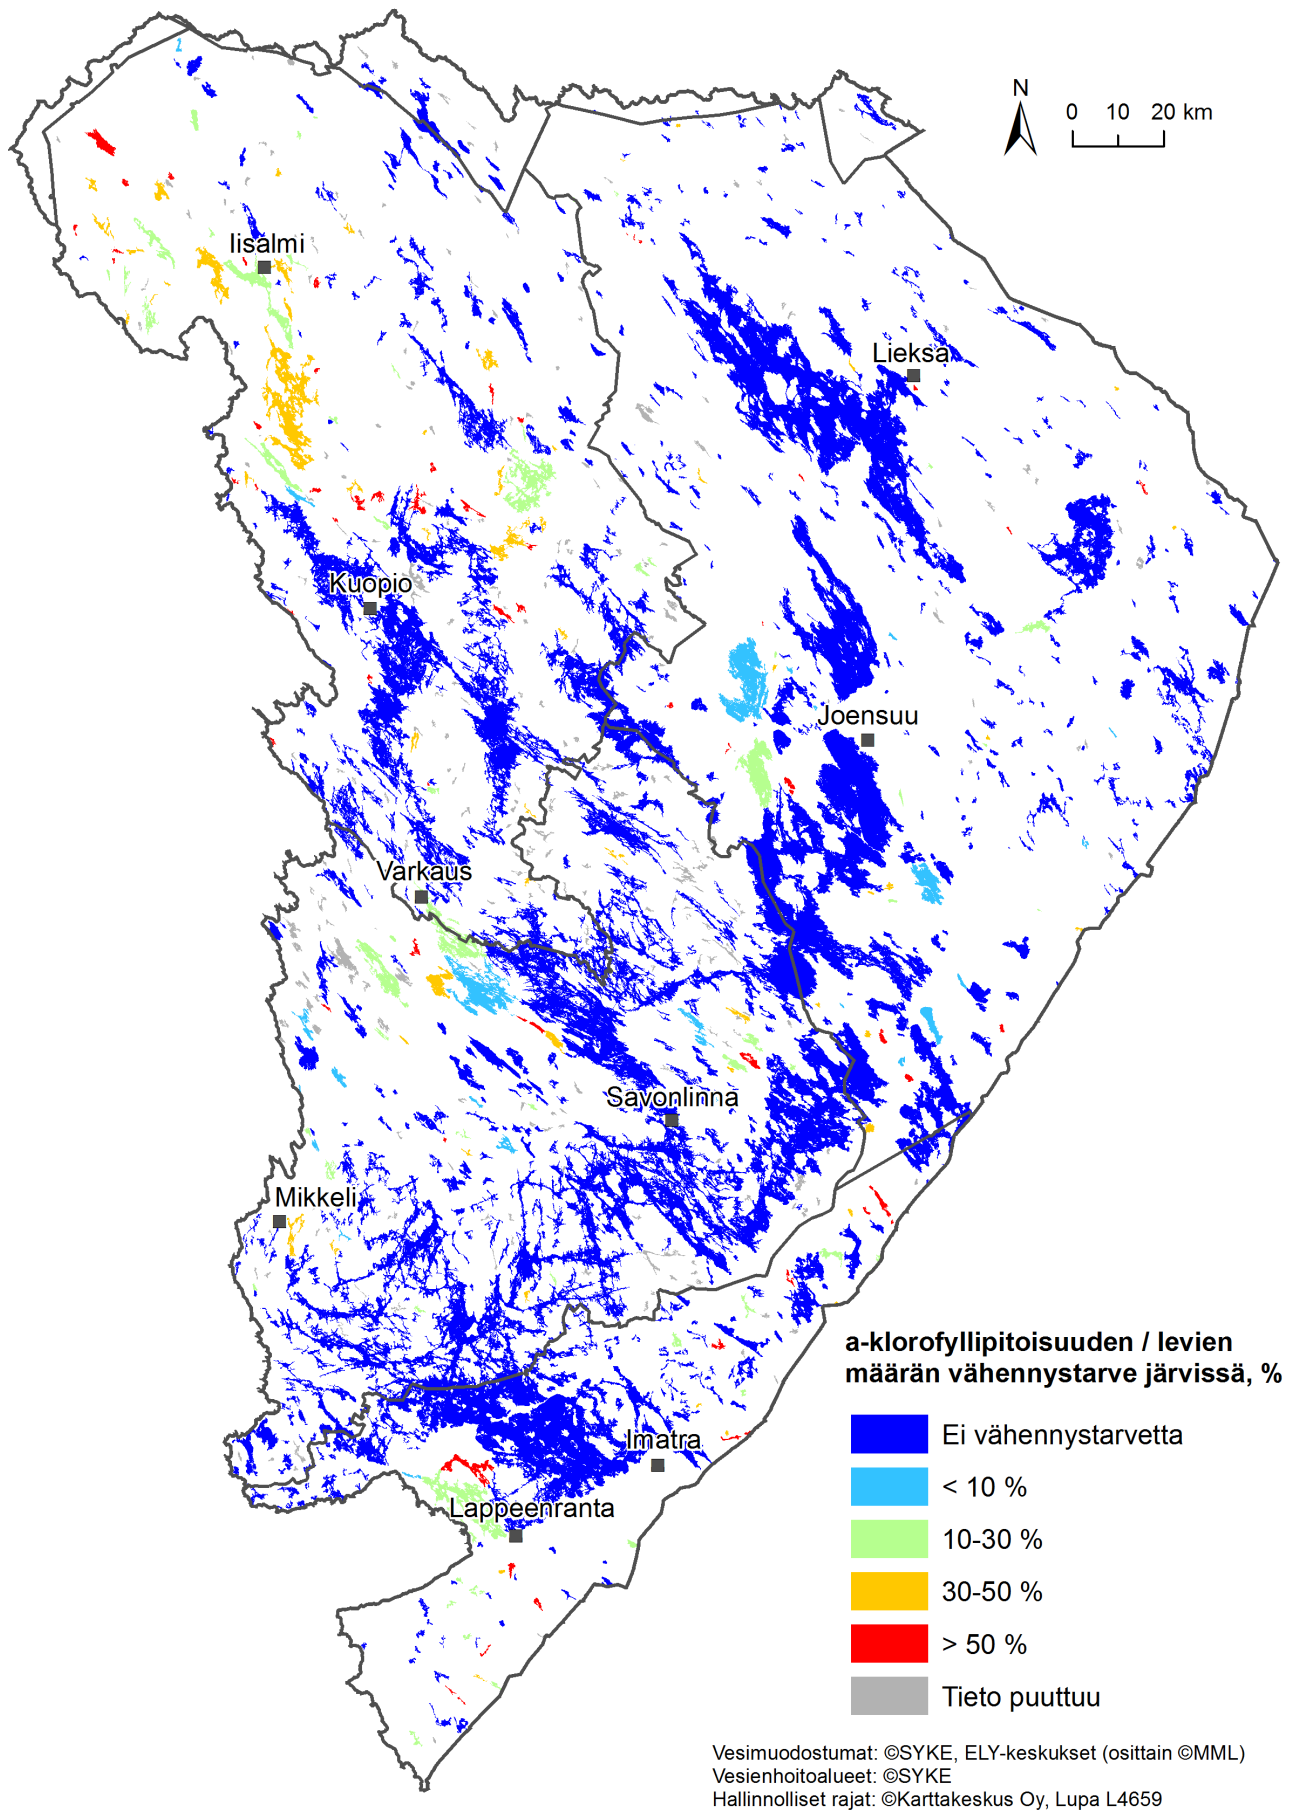 N
0 10 20 km
Iisalmi
Lieksa
Kuopio
Joensuu
Varkaus
Savonlinna
Mikkeli
a-klorofyllipitoisuuden / levien
määrän vähennystarve järvissä, %
Ei vähennystarvetta
Imatra
< 10 %
Lappeenranta
10-30 %
30-50 %
> 50 %
Tieto puuttuu
Vesimuodostumat: ©SYKE, ELY-keskukset (osittain ©MML)
Vesienhoitoalueet: ©SYKE
Hallinnolliset rajat: ©Karttakeskus Oy, Lupa L4659